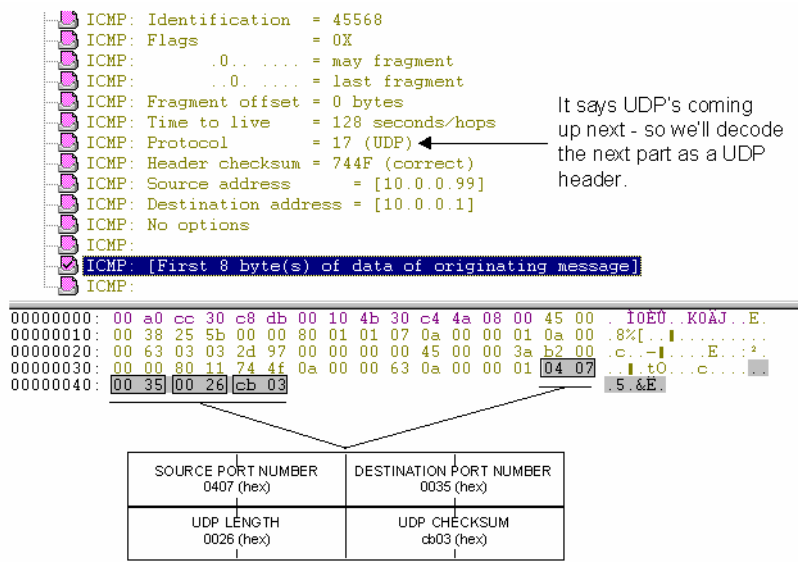 ICMP: Identification = 45568
ICMP: Flags = 0X
ICMP: .0.. .... = may fragment
ICMP: ..0. .... = last fragment
ICMP: Fragment offset = 0 bytes
ICMP: Time to live = 128 seconds/hops
ICMP: Protocol = 17 (UDP)
ICMP: Header checksum = 744F (correct)
ICMP: Source address = [10.0.0.99]
ICMP: Destination address = [10.0.0.1]
ICMP: No options
ICMP:
ICMP: [First 8 byte(s) of data of originating message]
ICMP:
It says UDP's coming
up next - so we'll decode
the next part as a UDP
header.
00000000: 00 a0 cc 30 c8 db 00 10 4b 30 c4 4a 08 00 45 00 . Ì0ÈÛ..K0ÄJ..E.
00000010: 00 38 25 5b 00 00 80 01 01 07 0a 00 00 01 0a 00 .8%[..
00000020: 00 63 03 03 2d 97 00 00 00 00 45 00 00 3a b2 00 .c..- ....E..:².
00000030: 00 00 80 11 74 4f 0a 00 00 63 0a 00 00 01 04 07 .tO...c......
00000040: 00 35 00 26 cb 03 .5.&Ë.
SOURCE PORT NUMBER
0407 (hex)
DESTINATION PORT NUMBER
0035 (hex)
UDP LENGTH
0026 (hex)
UDP CHECKSUM
cb03 (hex)